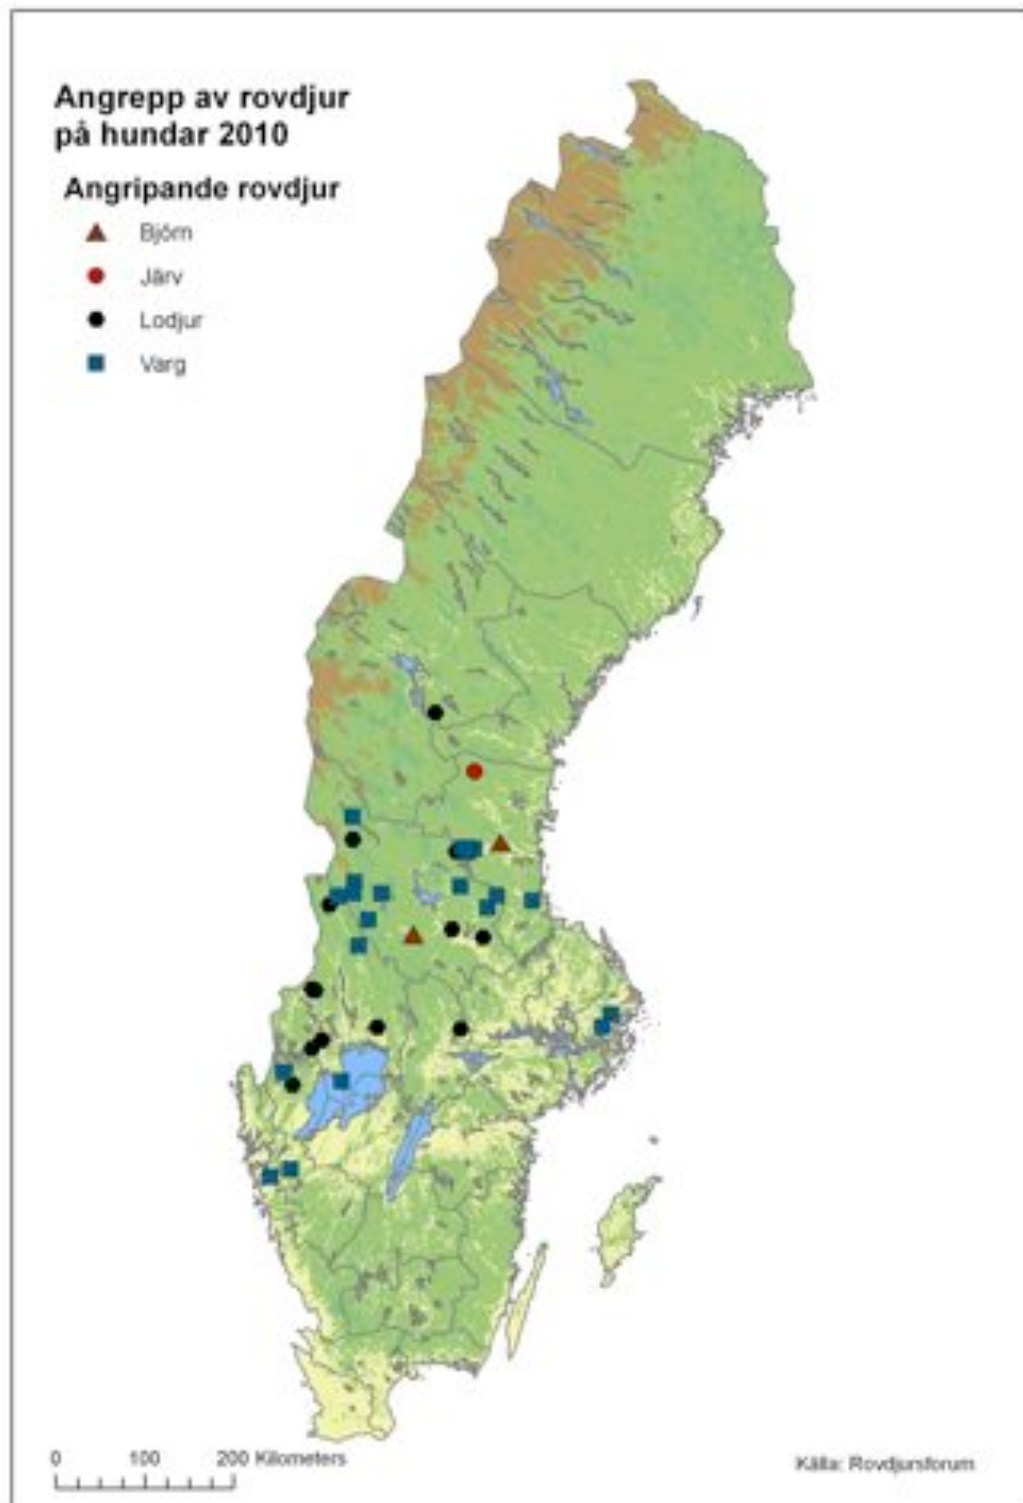 Angrepp av rovdjur
på hundar 2010
Angripande rovdjur
Björn
Järv
Lodjur
Varg
0 100 200 Kilometers
Källa: Rovdjursforum